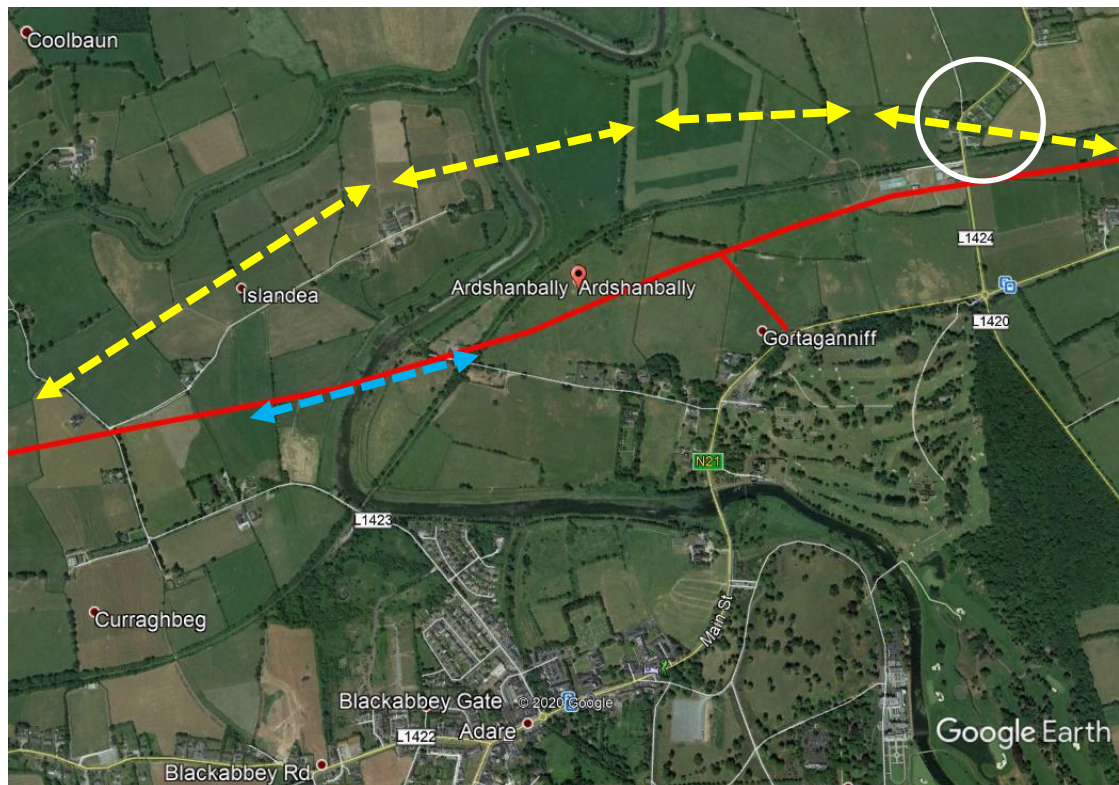 Coolbaun
L1424
Islandea
Ardshanbally Ardshanbally
L1420
Gortaganniff
N21
L1423
Curraghbeg
Main St
Blackabbey Gate
© 2020 Google
Adare
L1422
Blackabbey Rd
Google Earth